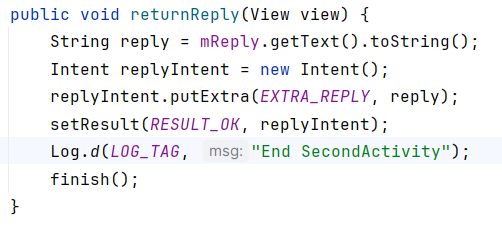 public void returnReply(View view) {
    String reply = mReply.getText().toString();
    Intent replyIntent = new Intent();
    replyIntent.putExtra(EXTRA_REPLY, reply);
    setResult(RESULT_OK, replyIntent);
    Log.d(LOG_TAG, msg: "End SecondActivity");
    finish();
}